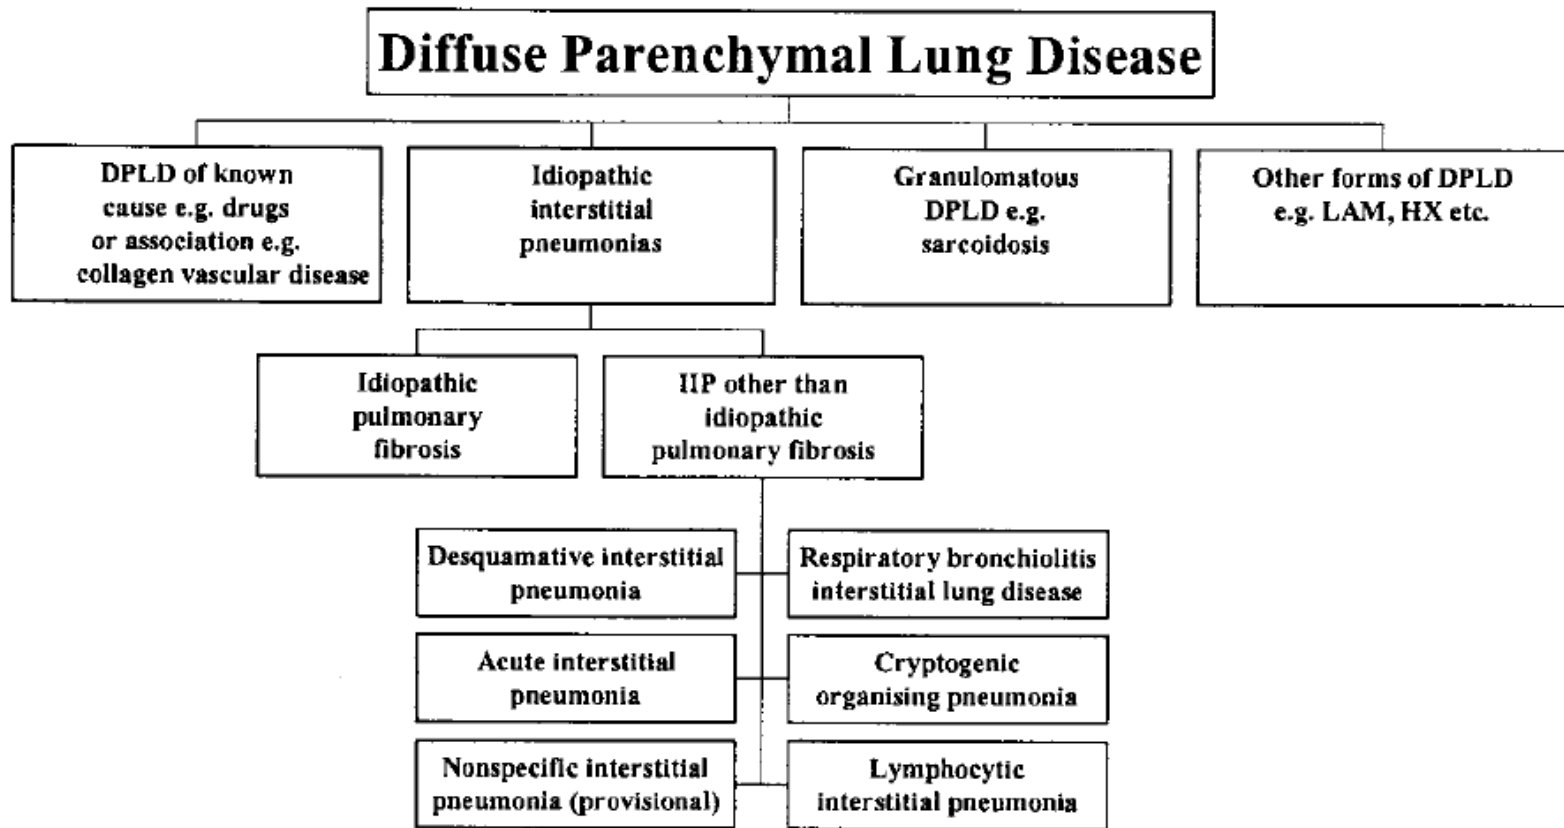 Diffuse Parenchymal Lung Disease
DPLD of known
cause e.g. drugs
or association e.g.
collagen vascular disease
Idiopathic
interstitial
pneumonias
Granulomatous
DPLD e.g.
sarcoidosis
Other forms of DPLD
e.g. LAM, HX etc.
Idiopathic
pulmonary
fibrosis
IIP other than
idiopathic
pulmonary fibrosis
Desquamative interstitial
pneumonia
Respiratory bronchiolitis
interstitial lung disease
Acute interstitial
pneumonia
Cryptogenic
organising pneumonia
Nonspecific interstitial
pneumonia (provisional)
Lymphocytic
interstitial pneumonia